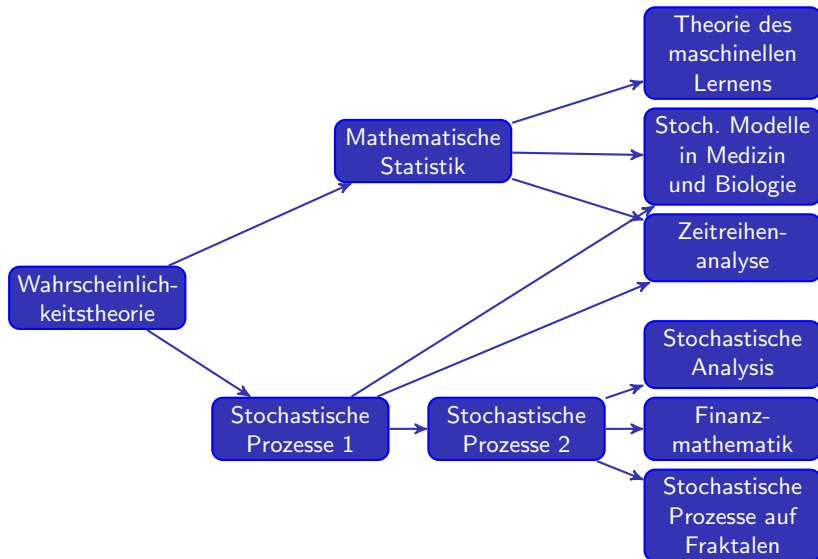 Theorie des
maschinellen
Lernens
Mathematische
Statistik
Stoch. Modelle
in Medizin
und Biologie
Zeitreihen-
analyse
Wahrscheinlich-
keitstheorie
Stochastische
Analysis
Stochastische
Prozesse 1
Stochastische
Prozesse 2
Finanz-
mathematik
Stochastische
Prozesse auf
Fraktalen